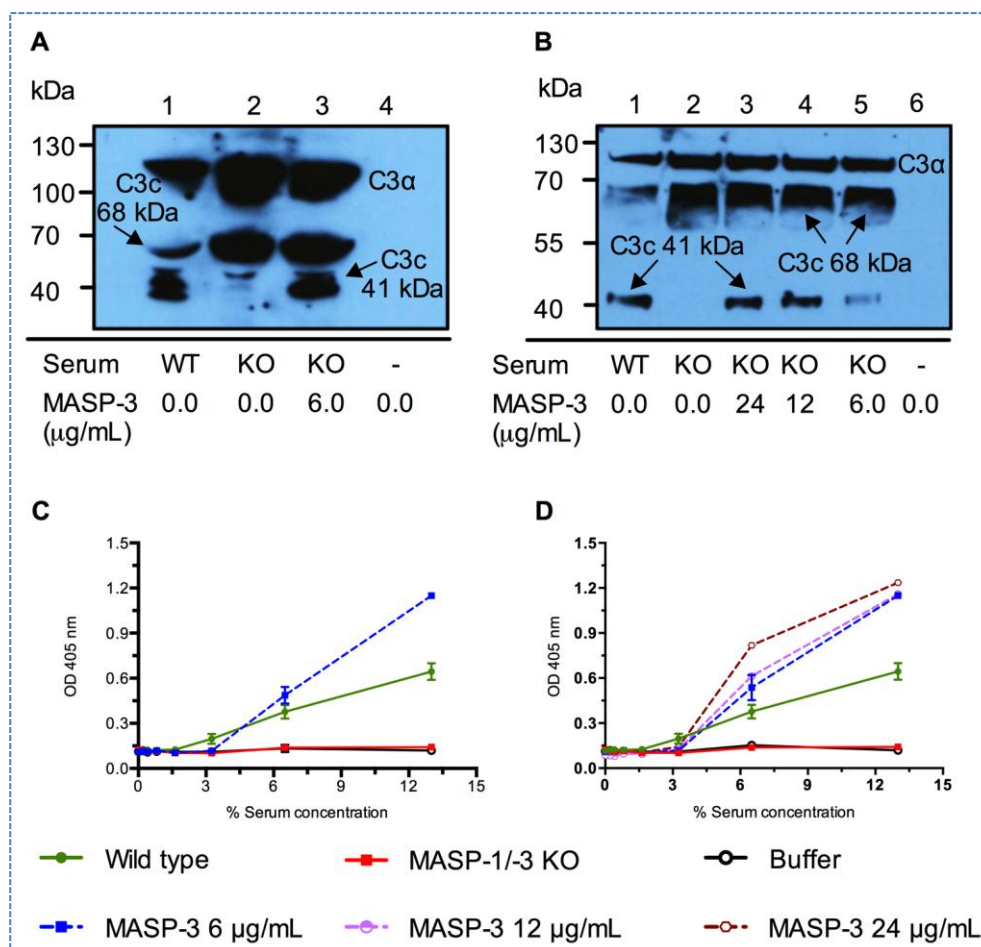 A
kDa
1 2 3 4
130
100
70
40
C3c
68 kDa
C3α
C3c
41 kDa
Serum WT KO KO -
MASP-3 0.0 0.0 6.0 0.0
(μg/mL)
B
kDa
1 2 3 4 5 6
130
70
55
40
C3α
C3c 41 kDa
C3c 68 kDa
Serum WT KO KO KO KO -
MASP-3 0.0 0.0 24 12 6.0 0.0
(μg/mL)
C
OD 405 nm
1.5
1.2
0.9
0.6
0.3
0.0
0 3 6 9 12 15
% Serum concentration
D
OD 405 nm
1.5
1.2
0.9
0.6
0.3
0.0
0 3 6 9 12 15
% Serum concentration
Wild type MASP-1/-3 KO Buffer
MASP-3 6 μg/mL MASP-3 12 μg/mL MASP-3 24 μg/mL